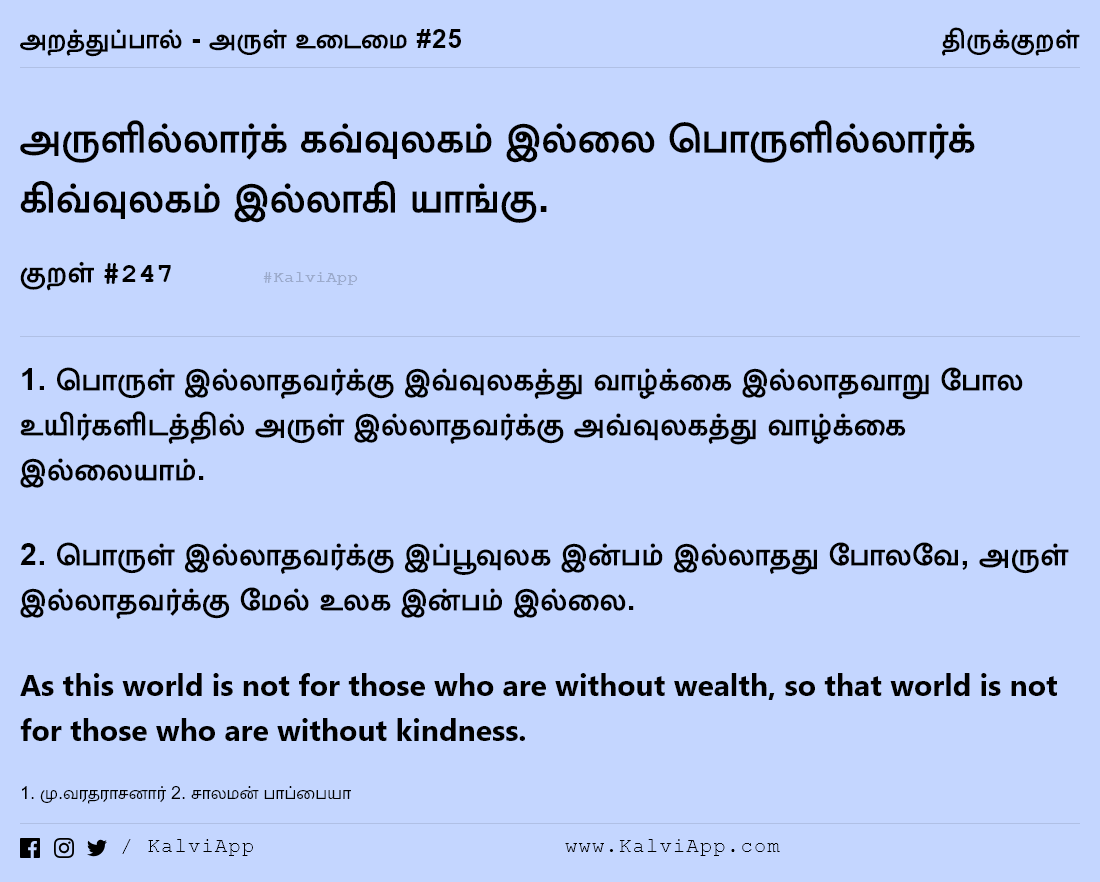 அறத்துப்பால் - அருள் உடைமை #25 திருக்குறள்
அருளில்லார்க் கவ்வுலகம் இல்லை பொருளில்லார்க்
கிவ்வுலகம் இல்லாகி யாங்கு.
குறள் #247 #KalviApp
1. பொருள் இல்லாதவர்க்கு இவ்வுலகத்து வாழ்க்கை இல்லாதவாறு போல
உயிர்களிடத்தில் அருள் இல்லாதவர்க்கு அவ்வுலகத்து வாழ்க்கை
இல்லையாம்.
2. பொருள் இல்லாதவர்க்கு இப்பூவுலக இன்பம் இல்லாதது போலவே, அருள்
இல்லாதவர்க்கு மேல் உலக இன்பம் இல்லை.
As this world is not for those who are without wealth, so that world is not
for those who are without kindness.
1. மு.வரதராசனார் 2. சாலமன் பாப்பையா
/ KalviApp www.KalviApp.com